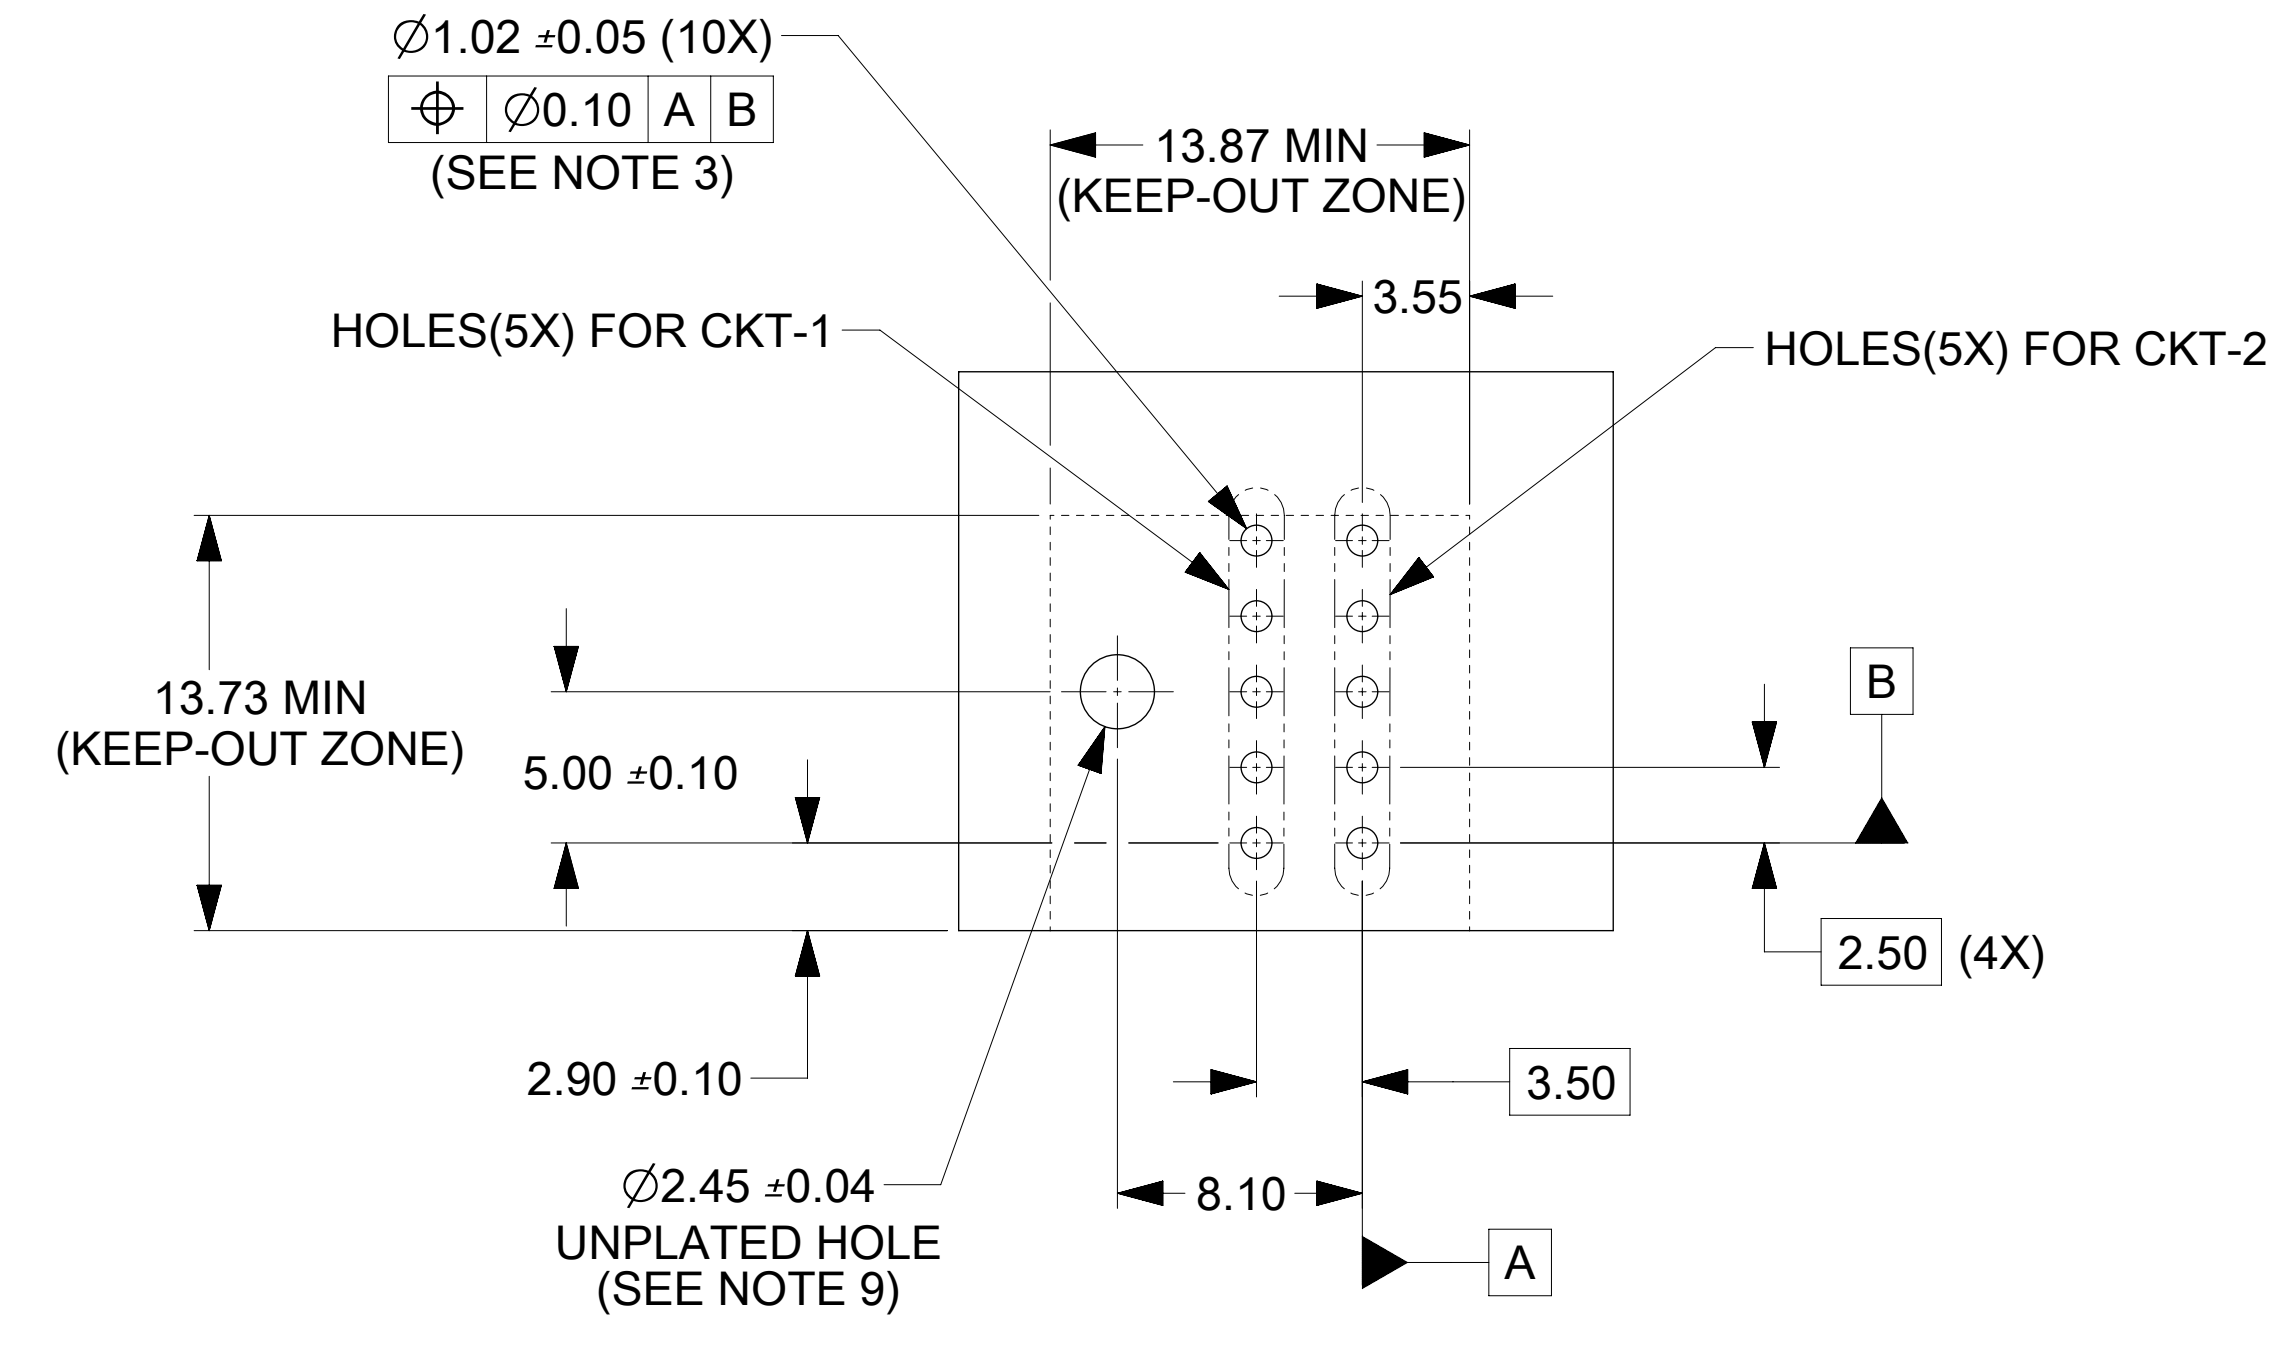 ⌀1.02 ±0.05 (10X)
⌖ ⌀0.10 A B
(SEE NOTE 3)
13.87 MIN
(KEEP-OUT ZONE)
3.55
HOLES(5X) FOR CKT-1
HOLES(5X) FOR CKT-2
13.73 MIN
(KEEP-OUT ZONE)
5.00 ±0.10
B
2.50 (4X)
2.90 ±0.10
3.50
⌀2.45 ±0.04
UNPLATED HOLE
(SEE NOTE 9)
8.10
A